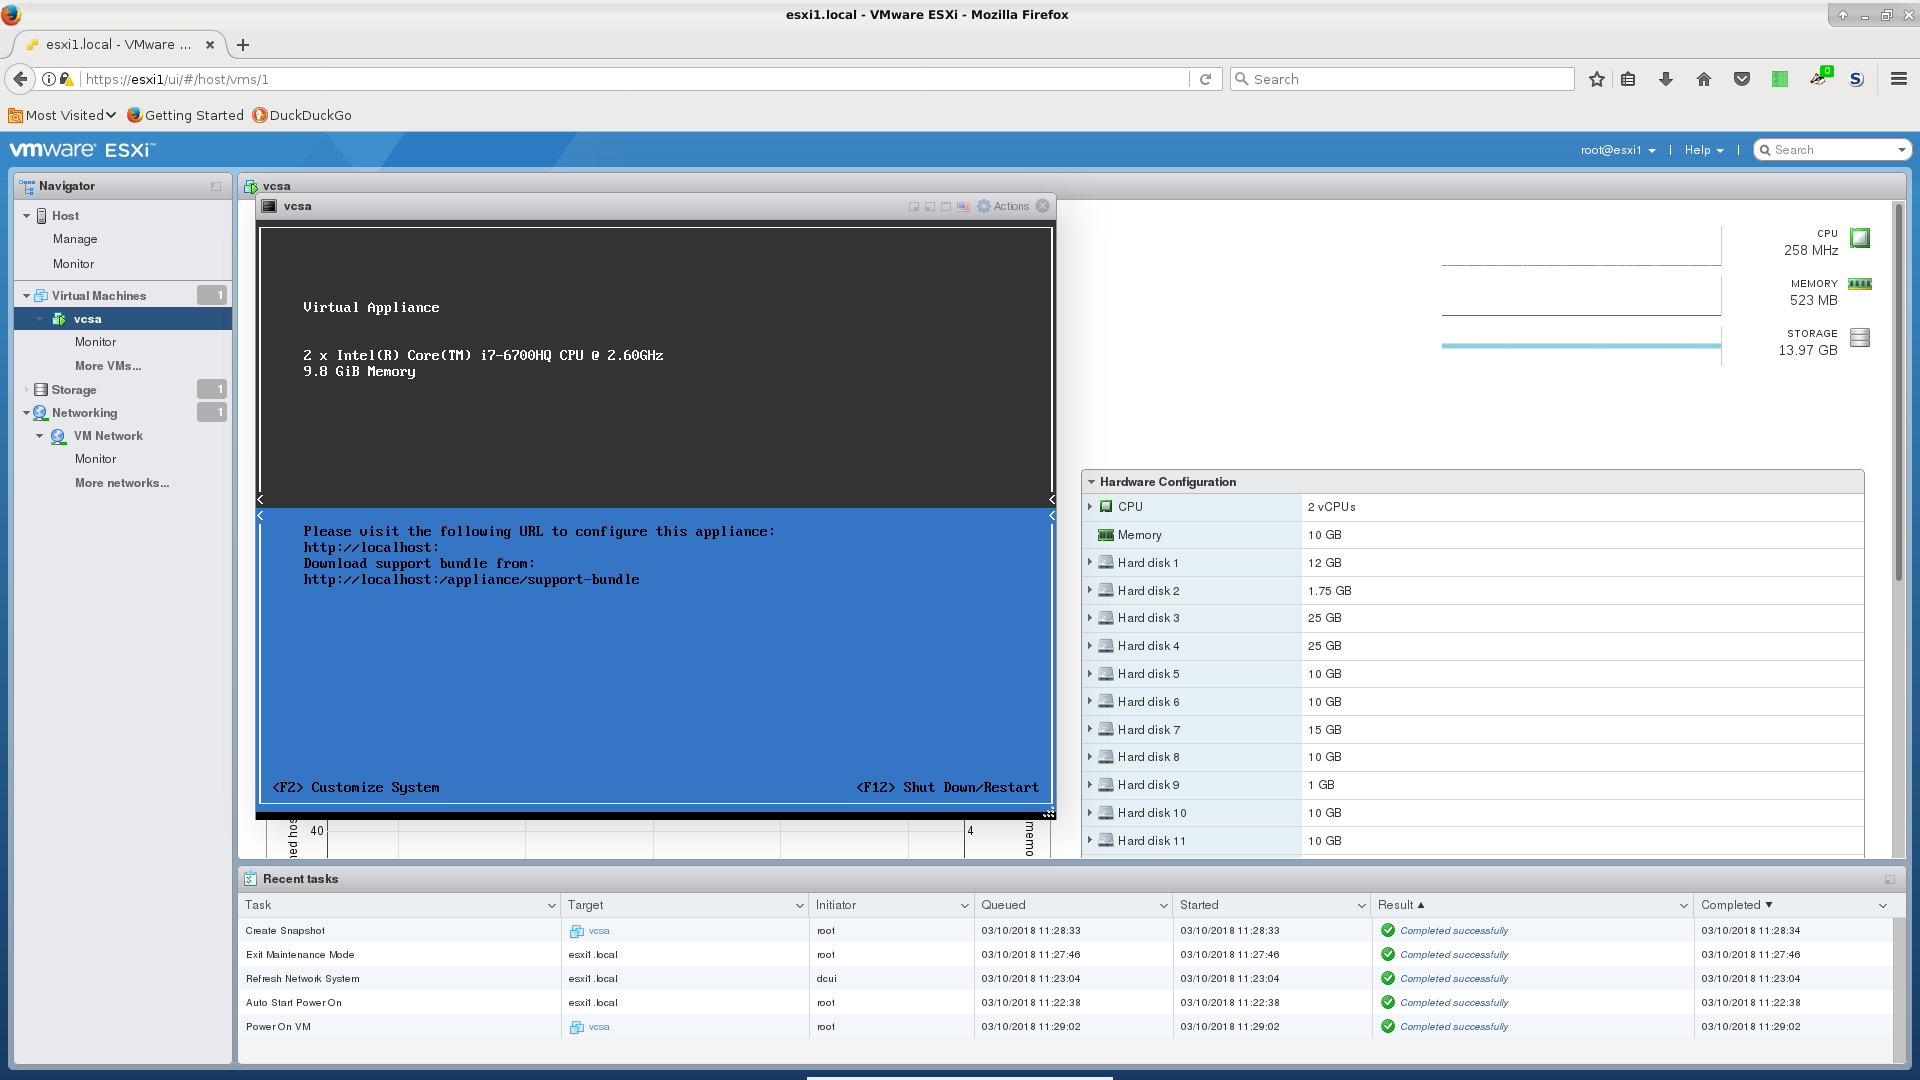 esxi1.local - VMware ESXi - Mozilla Firefox
esxi1.local - VMware ...
https://esxi1/ui/#/host/vms/1
Search
0
Most Visited
Getting Started
DuckDuckGo
vmware ESXi™
root@esxi1
Help
Search
Navigator
Host
Manage
Monitor
Virtual Machines 1
vcsa
Monitor
More VMs...
Storage 1
Networking 1
VM Network
Monitor
More networks...
vcsa
vcsa
Actions
Virtual Appliance
2 x Intel(R) Core(TM) i7-6700HQ CPU @ 2.60GHz
9.8 GiB Memory
Please visit the following URL to configure this appliance:
http://localhost:
Download support bundle from:
http://localhost:/appliance/support-bundle
<F2> Customize System
<F12> Shut Down/Restart
40
4
CPU
258 MHz
MEMORY
523 MB
STORAGE
13.97 GB
Hardware Configuration
CPU 2 vCPUs
Memory 10 GB
Hard disk 1 12 GB
Hard disk 2 1.75 GB
Hard disk 3 25 GB
Hard disk 4 25 GB
Hard disk 5 10 GB
Hard disk 6 10 GB
Hard disk 7 15 GB
Hard disk 8 10 GB
Hard disk 9 1 GB
Hard disk 10 10 GB
Hard disk 11 10 GB
Recent tasks
Task Target Initiator Queued Started Result Completed
Create Snapshot vcsa root 03/10/2018 11:28:33 03/10/2018 11:28:33 Completed successfully 03/10/2018 11:28:34
Exit Maintenance Mode esxi1.local root 03/10/2018 11:27:46 03/10/2018 11:27:46 Completed successfully 03/10/2018 11:27:46
Refresh Network System esxi1.local dcui 03/10/2018 11:23:04 03/10/2018 11:23:04 Completed successfully 03/10/2018 11:23:04
Auto Start Power On esxi1.local root 03/10/2018 11:22:38 03/10/2018 11:22:38 Completed successfully 03/10/2018 11:22:38
Power On VM vcsa root 03/10/2018 11:29:02 03/10/2018 11:29:02 Completed successfully 03/10/2018 11:29:02